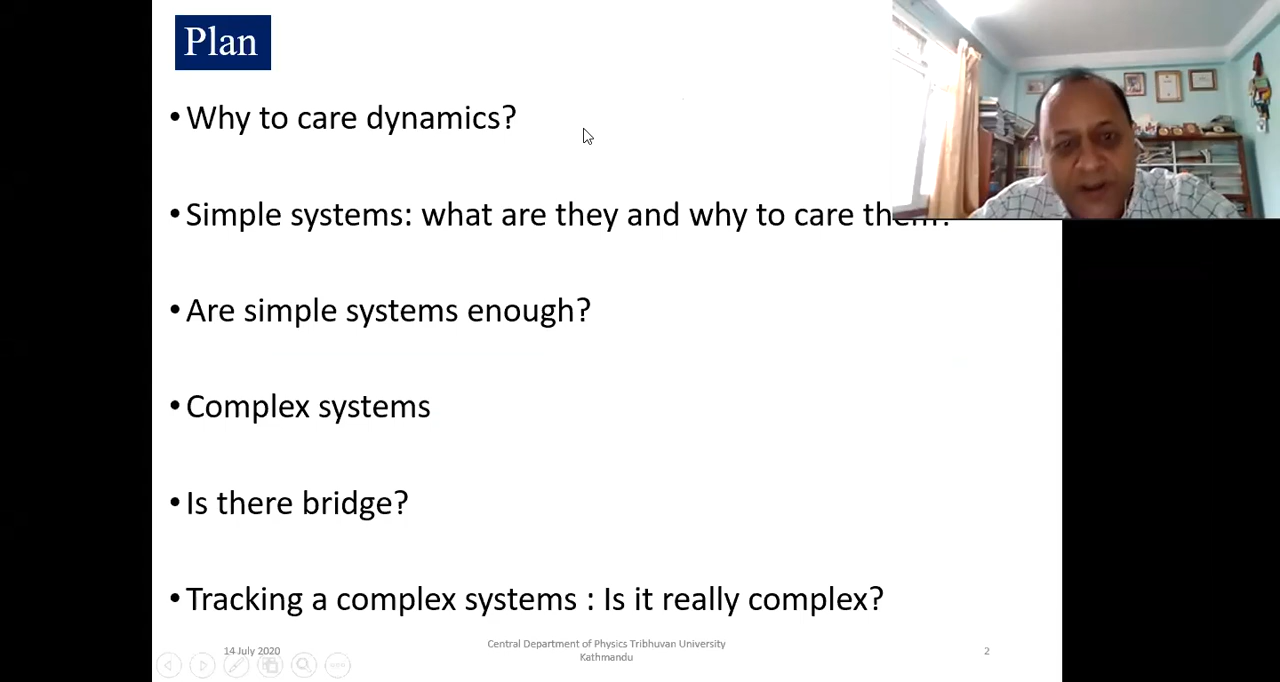 Plan
• Why to care dynamics?
• Simple systems: what are they and why to care them?
• Are simple systems enough?
• Complex systems
• Is there bridge?
• Tracking a complex systems : Is it really complex?
14 July 2020
Central Department of Physics Tribhuvan University
Kathmandu
2